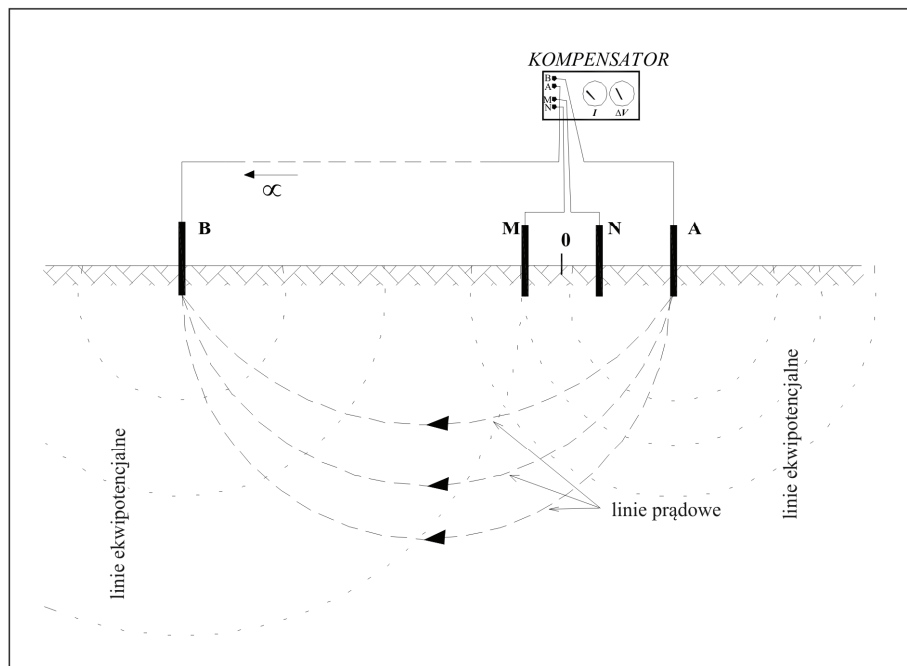 KOMPENSATOR
B
A
M
N
I
ΔV
∝
B
M
0
N
A
linie ekwipotencjalne
linie ekwipotencjalne
linie prądowe